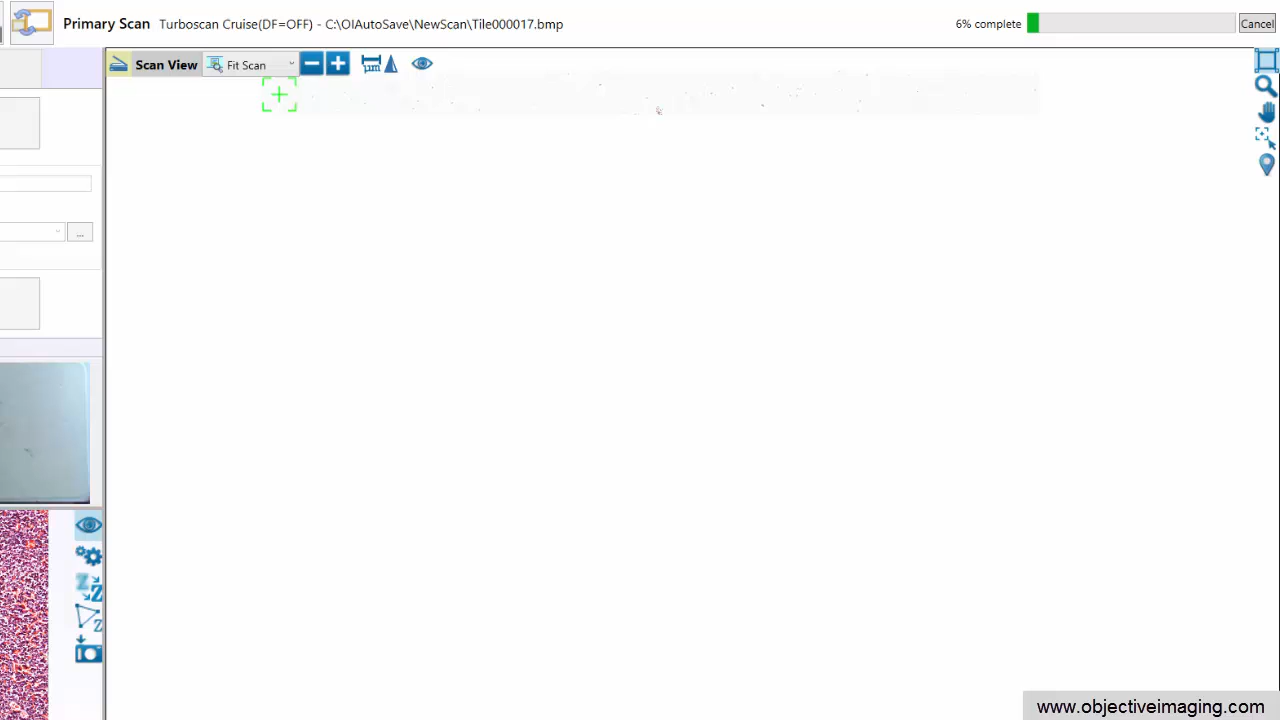 Primary Scan Turboscan Cruise(DF=OFF) - C:\OIAutoSave\NewScan\Tile000017.bmp 6% complete Cancel
Scan View Fit Scan µm
...
Z
Z
Z
www.objectiveimaging.com